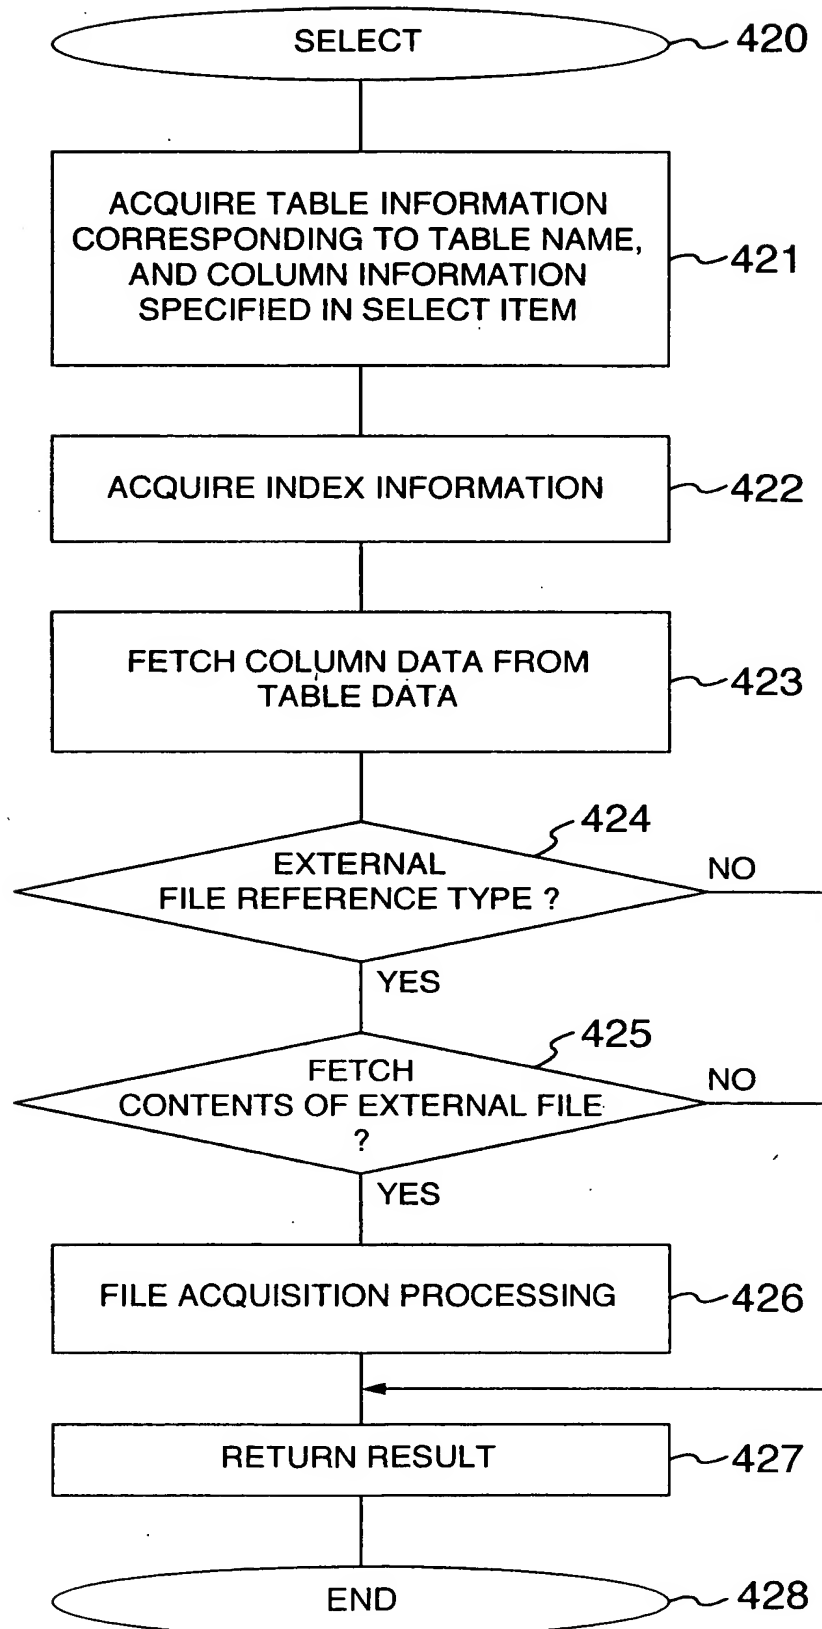 SELECT
420
ACQUIRE TABLE INFORMATION
CORRESPONDING TO TABLE NAME,
AND COLUMN INFORMATION
SPECIFIED IN SELECT ITEM
421
ACQUIRE INDEX INFORMATION
422
FETCH COLUMN DATA FROM
TABLE DATA
423
424
EXTERNAL
FILE REFERENCE TYPE ?
NO
YES
425
FETCH
CONTENTS OF EXTERNAL FILE
?
NO
YES
FILE ACQUISITION PROCESSING
426
RETURN RESULT
427
END
428